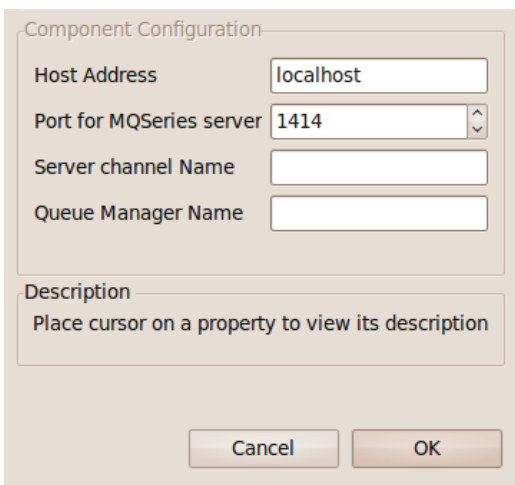 Component Configuration
Host Address localhost
Port for MQSeries server 1414
Server channel Name
Queue Manager Name
Description
Place cursor on a property to view its description
Cancel OK